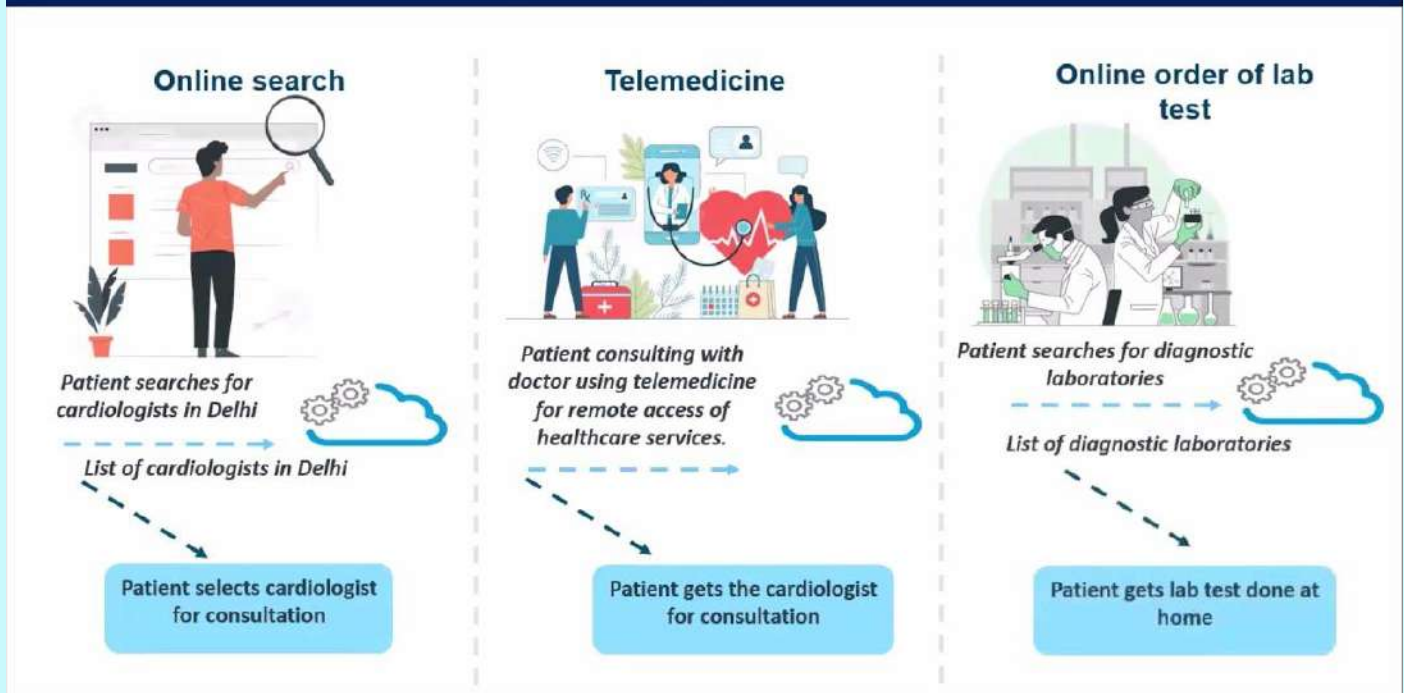 Online search
Patient searches for
cardiologists in Delhi
List of cardiologists in Delhi
Patient selects cardiologist
for consultation
Telemedicine
Patient consulting with
doctor using telemedicine
for remote access of
healthcare services.
Patient gets the cardiologist
for consultation
Online order of lab
test
Patient searches for diagnostic
laboratories
List of diagnostic laboratories
Patient gets lab test done at
home